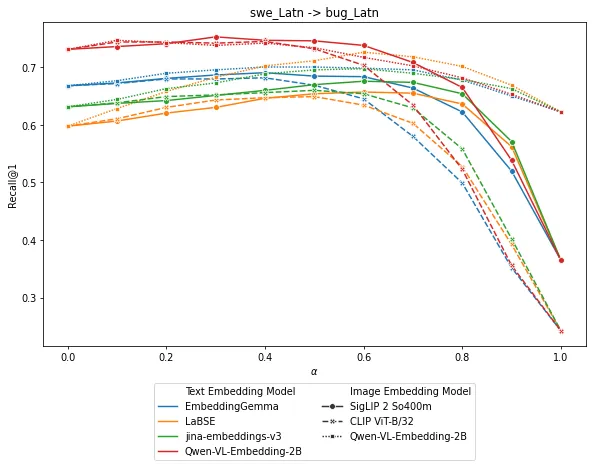 swe_Latn -> bug_Latn
Recall@1
0.7
0.6
0.5
0.4
0.3
0.0 0.2 0.4 0.6 0.8 1.0
α
Text Embedding Model Image Embedding Model
EmbeddingGemma SigLIP 2 So400m
LaBSE CLIP ViT-B/32
jina-embeddings-v3 Qwen-VL-Embedding-2B
Qwen-VL-Embedding-2B